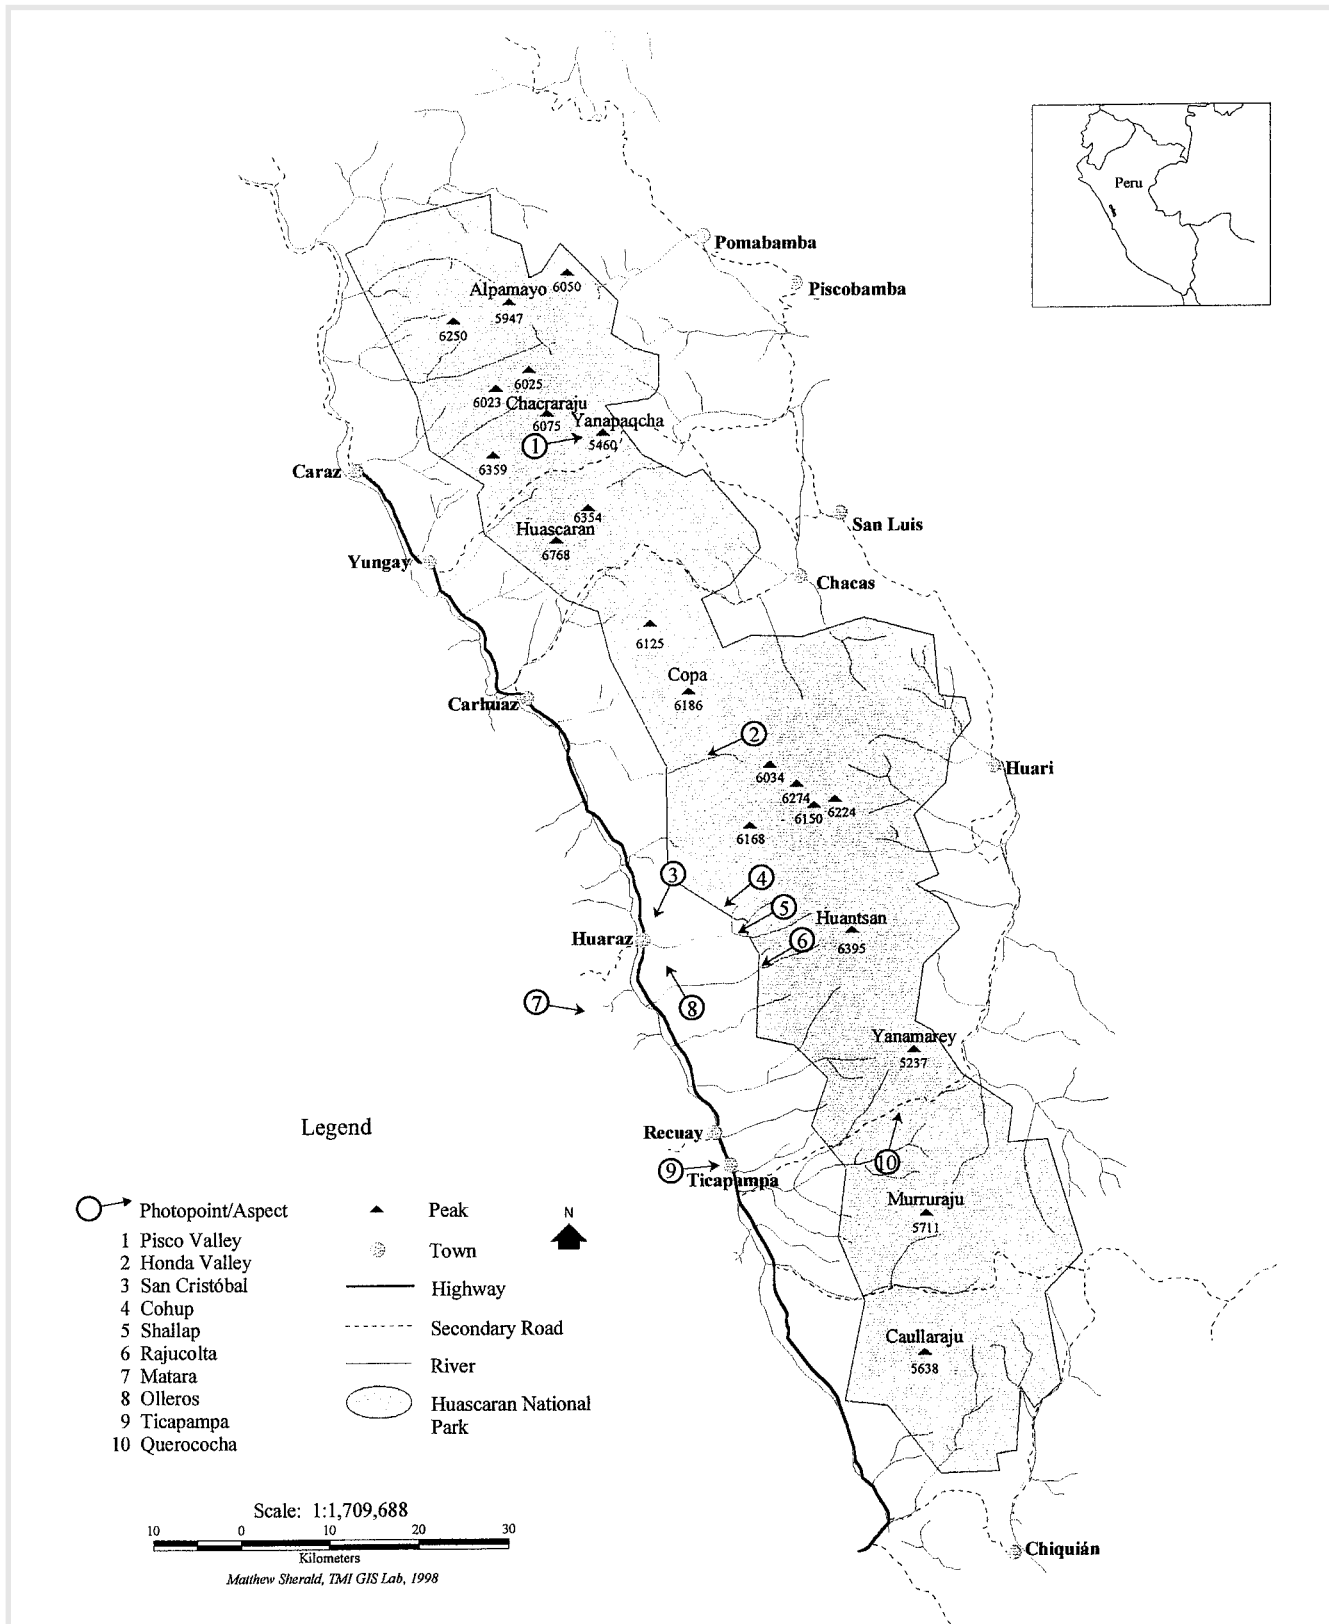 Peru
Pomabamba
Piscobamba
6050
Alpamayo
5947
6250
6025
6023
Chacraraju
6075
Yanapaqcha
5460
1
6359
Caraz
6354
Huascaran
6768
San Luis
Yungay
Chacas
6125
Copa
6186
Carhuaz
2
6034
Huari
6274
6150
6224
6168
3
4
5
Huantsan
6395
6
Huaraz
7
8
Yanamarey
5237
Recuay
9
Ticapampa
10
Murruraju
5711
Caullaraju
5638
Chiquián
Legend
Photopoint/Aspect
1 Pisco Valley
2 Honda Valley
3 San Cristóbal
4 Cohup
5 Shallap
6 Rajucolta
7 Matara
8 Olleros
9 Ticapampa
10 Querococha
Peak
Town
Highway
Secondary Road
River
Huascaran National
Park
N
Scale: 1:1,709,688
10 0 10 20 30
Kilometers
Matthew Sherald, TMI GIS Lab, 1998